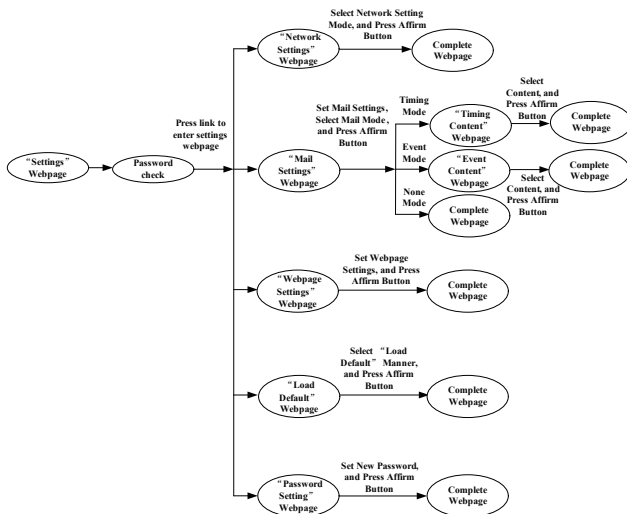 “Settings”
Webpage
Password
check
Press link to
enter settings
webpage
“Network
Settings”
Webpage
Select Network Setting
Mode, and Press Affirm
Button
Complete
Webpage
“Mail
Settings”
Webpage
Set Mail Settings,
Select Mail Mode,
and Press Affirm
Button
Timing
Mode
“Timing
Content”
Webpage
Select
Content, and
Press Affirm
Button
Complete
Webpage
Event
Mode
“Event
Content”
Webpage
Select
Content, and
Press Affirm
Button
Complete
Webpage
None
Mode
Complete
Webpage
“Webpage
Settings”
Webpage
Set Webpage
Settings, and Press
Affirm Button
Complete
Webpage
“Load
Default”
Webpage
Select “Load
Default” Manner,
and Press Affirm
Button
Complete
Webpage
“Password
Setting”
Webpage
Set New Password,
and Press Affirm
Button
Complete
Webpage